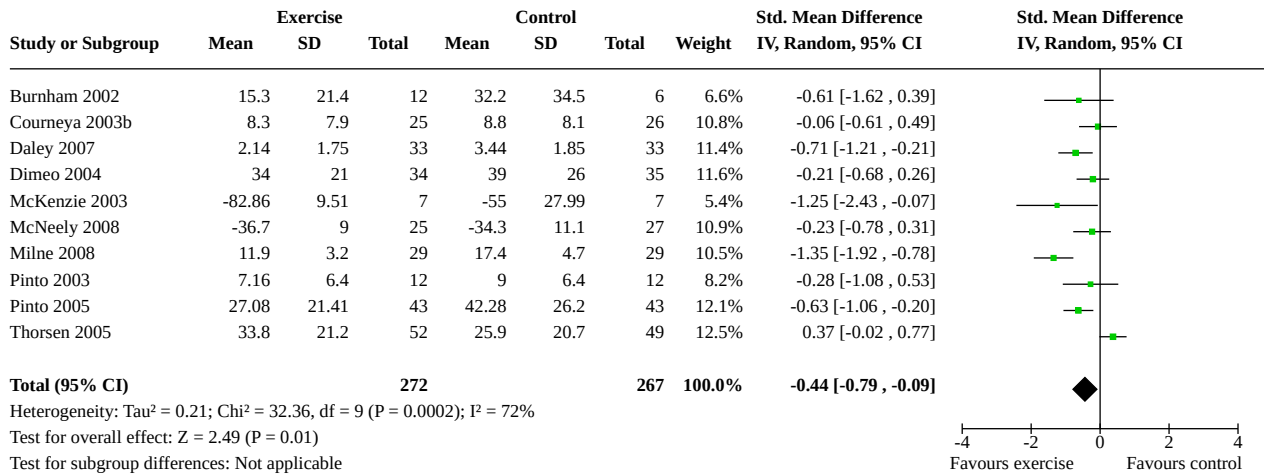 Exercise Control Std. Mean Difference Std. Mean Difference
Study or Subgroup Mean SD Total Mean SD Total Weight IV, Random, 95% CI IV, Random, 95% CI
Burnham 2002 15.3 21.4 12 32.2 34.5 6 6.6% -0.61 [-1.62 , 0.39]
Courneya 2003b 8.3 7.9 25 8.8 8.1 26 10.8% -0.06 [-0.61 , 0.49]
Daley 2007 2.14 1.75 33 3.44 1.85 33 11.4% -0.71 [-1.21 , -0.21]
Dimeo 2004 34 21 34 39 26 35 11.6% -0.21 [-0.68 , 0.26]
McKenzie 2003 -82.86 9.51 7 -55 27.99 7 5.4% -1.25 [-2.43 , -0.07]
McNeely 2008 -36.7 9 25 -34.3 11.1 27 10.9% -0.23 [-0.78 , 0.31]
Milne 2008 11.9 3.2 29 17.4 4.7 29 10.5% -1.35 [-1.92 , -0.78]
Pinto 2003 7.16 6.4 12 9 6.4 12 8.2% -0.28 [-1.08 , 0.53]
Pinto 2005 27.08 21.41 43 42.28 26.2 43 12.1% -0.63 [-1.06 , -0.20]
Thorsen 2005 33.8 21.2 52 25.9 20.7 49 12.5% 0.37 [-0.02 , 0.77]
Total (95% CI) 272 267 100.0% -0.44 [-0.79 , -0.09]
Heterogeneity: Tau² = 0.21; Chi² = 32.36, df = 9 (P = 0.0002); I² = 72%
Test for overall effect: Z = 2.49 (P = 0.01)
-4 -2 0 2 4
Test for subgroup differences: Not applicable Favours exercise Favours control